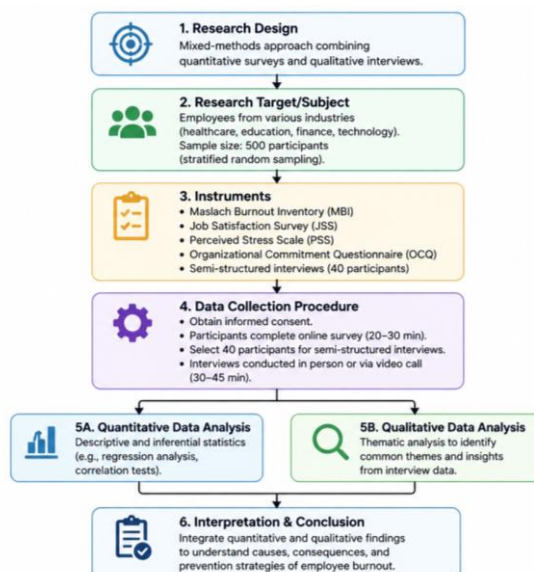 1. Research Design
Mixed-methods approach combining
quantitative surveys and qualitative interviews.
2. Research Target/Subject
Employees from various industries
(healthcare, education, finance, technology).
Sample size: 500 participants
(stratified random sampling).
3. Instruments
• Maslach Burnout Inventory (MBI)
• Job Satisfaction Survey (JSS)
• Perceived Stress Scale (PSS)
• Organizational Commitment Questionnaire (OCQ)
• Semi-structured interviews (40 participants)
4. Data Collection Procedure
• Obtain informed consent.
• Participants complete online survey (20–30 min).
• Select 40 participants for semi-structured interviews.
• Interviews conducted in person or via video call
(30–45 min).
5A. Quantitative Data Analysis
Descriptive and inferential statistics
(e.g., regression analysis,
correlation tests).
5B. Qualitative Data Analysis
Thematic analysis to identify
common themes and insights
from interview data.
6. Interpretation & Conclusion
Integrate quantitative and qualitative findings
to understand causes, consequences, and
prevention strategies of employee burnout.